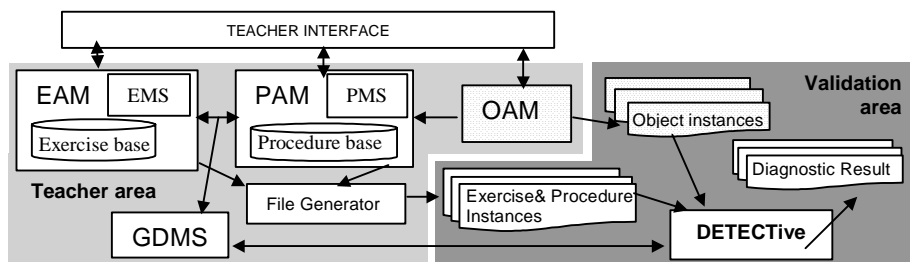 TEACHER INTERFACE
EAM
EMS
Exercise base
PAM
PMS
Procedure base
OAM
Validation
area
Object instances
Diagnostic Result
Teacher area
File Generator
Exercise& Procedure
Instances
GDMS
DETECTive